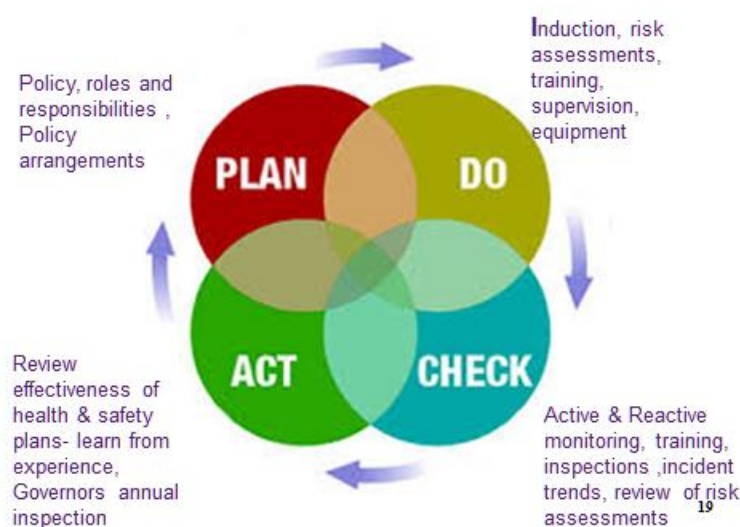 Policy, roles and
responsibilities ,
Policy
arrangements
Induction, risk
assessments,
training,
supervision,
equipment
PLAN
DO
ACT
CHECK
Review
effectiveness of
health & safety
plans- learn from
experience,
Governors annual
inspection
Active & Reactive
monitoring, training,
inspections ,incident
trends, review of risk
assessments
19